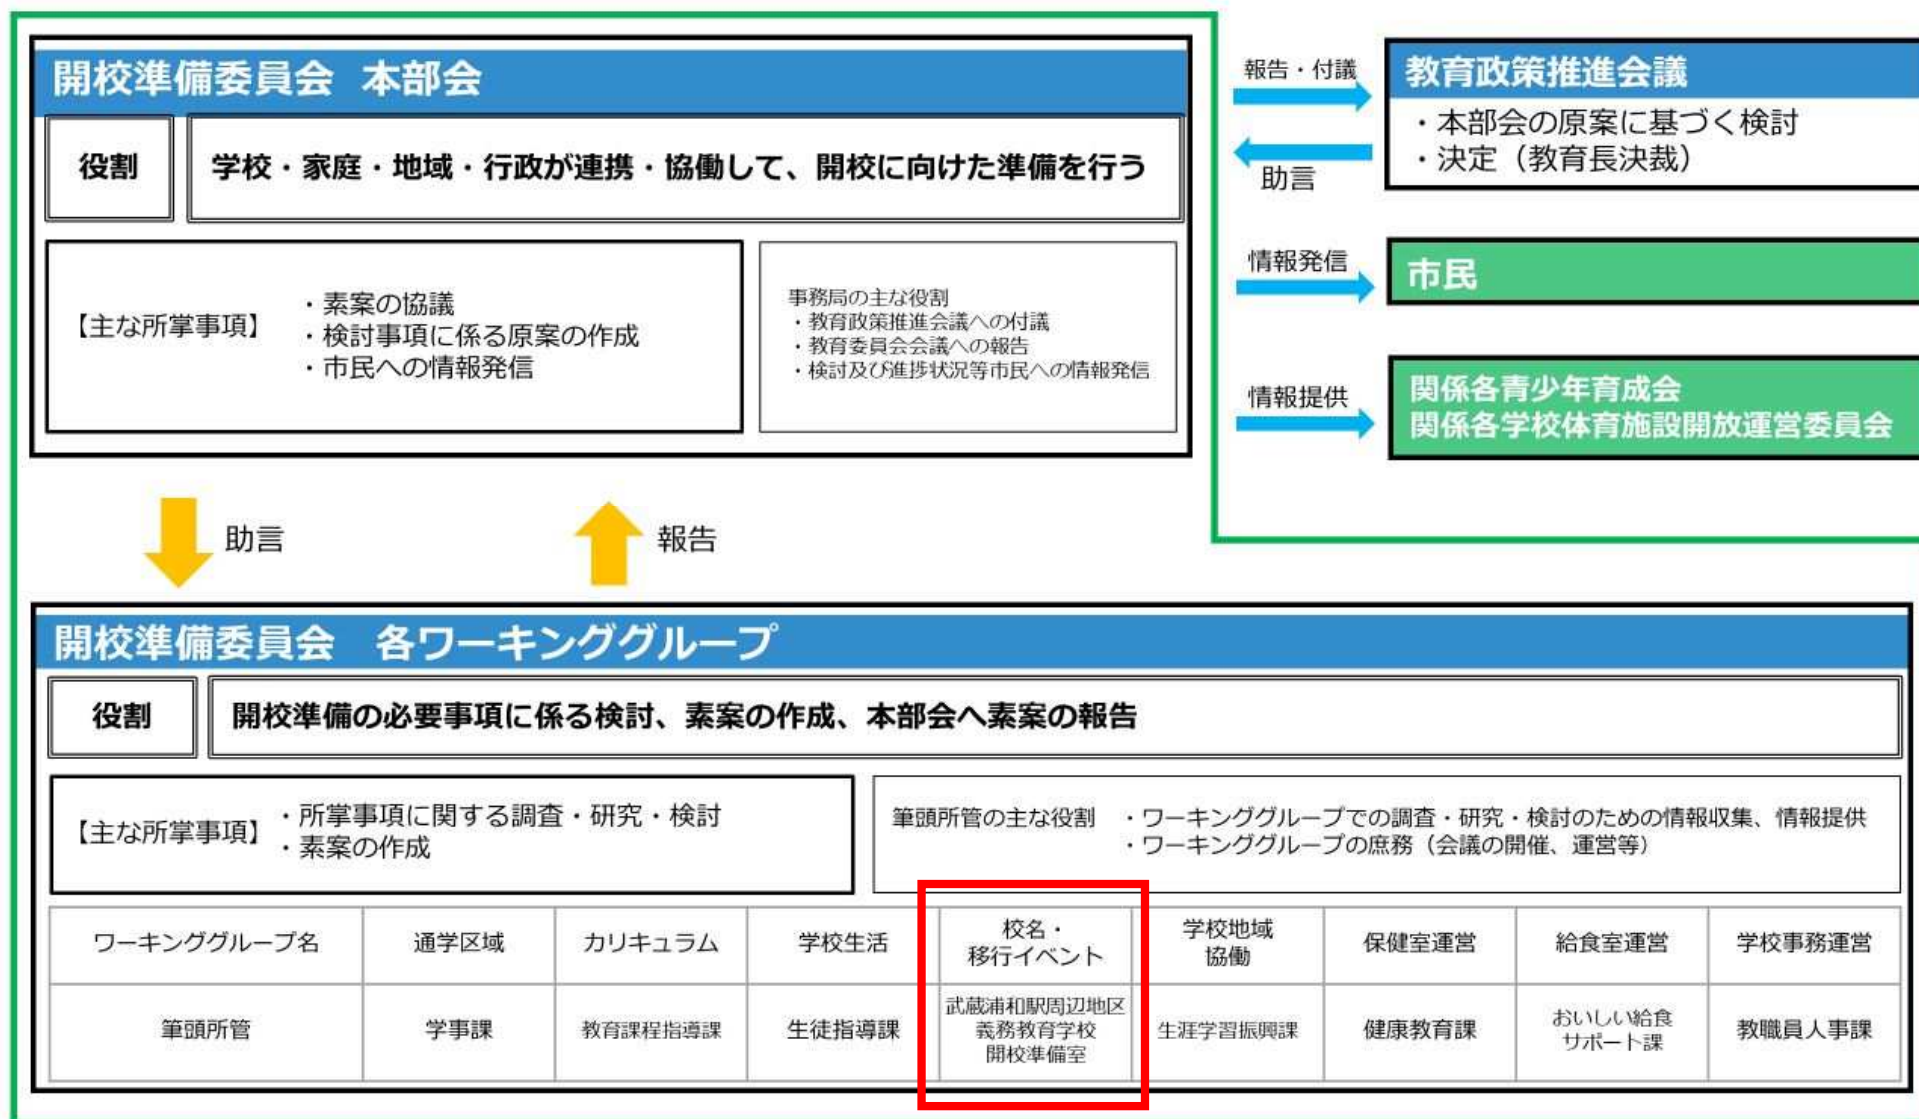 開校準備委員会 本部会
役割
学校・家庭・地域・行政が連携・協働して、開校に向けた準備を行う
【主な所掌事項】
・素案の協議
・検討事項に係る原案の作成
・市民への情報発信
事務局の主な役割
・教育政策推進会議への付議
・教育委員会会議への報告
・検討及び進捗状況等市民への情報発信
報告・付議
助言
教育政策推進会議
・本部会の原案に基づく検討
・決定（教育長決裁）
情報発信
市民
情報提供
関係各青少年育成会
関係各学校体育施設開放運営委員会
助言
報告
開校準備委員会 各ワーキンググループ
役割
開校準備の必要事項に係る検討、素案の作成、本部会へ素案の報告
【主な所掌事項】
・所掌事項に関する調査・研究・検討
・素案の作成
筆頭所管の主な役割
・ワーキンググループでの調査・研究・検討のための情報収集、情報提供
・ワーキンググループの庶務（会議の開催、運営等）
ワーキンググループ名
通学区域
カリキュラム
学校生活
校名・
移行イベント
学校地域
協働
保健室運営
給食室運営
学校事務運営
筆頭所管
学事課
教育課程指導課
生徒指導課
武蔵浦和駅周辺地区
義務教育学校
開校準備室
生涯学習振興課
健康教育課
おいしい給食
サポート課
教職員人事課